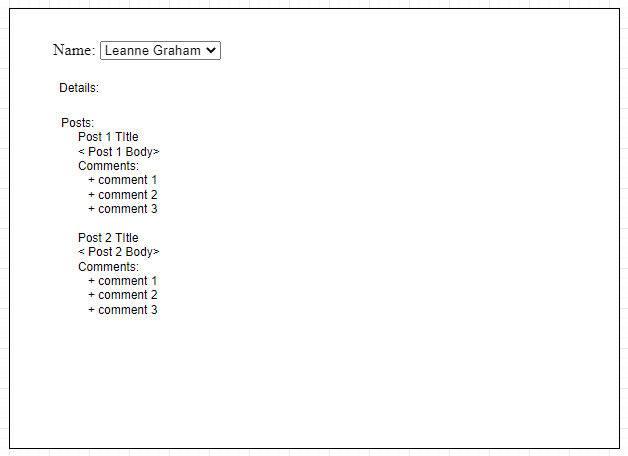 Name: Leanne Graham
Details:
Posts:
Post 1 TItle
< Post 1 Body>
Comments:
+ comment 1
+ comment 2
+ comment 3
Post 2 TItle
< Post 2 Body>
Comments:
+ comment 1
+ comment 2
+ comment 3